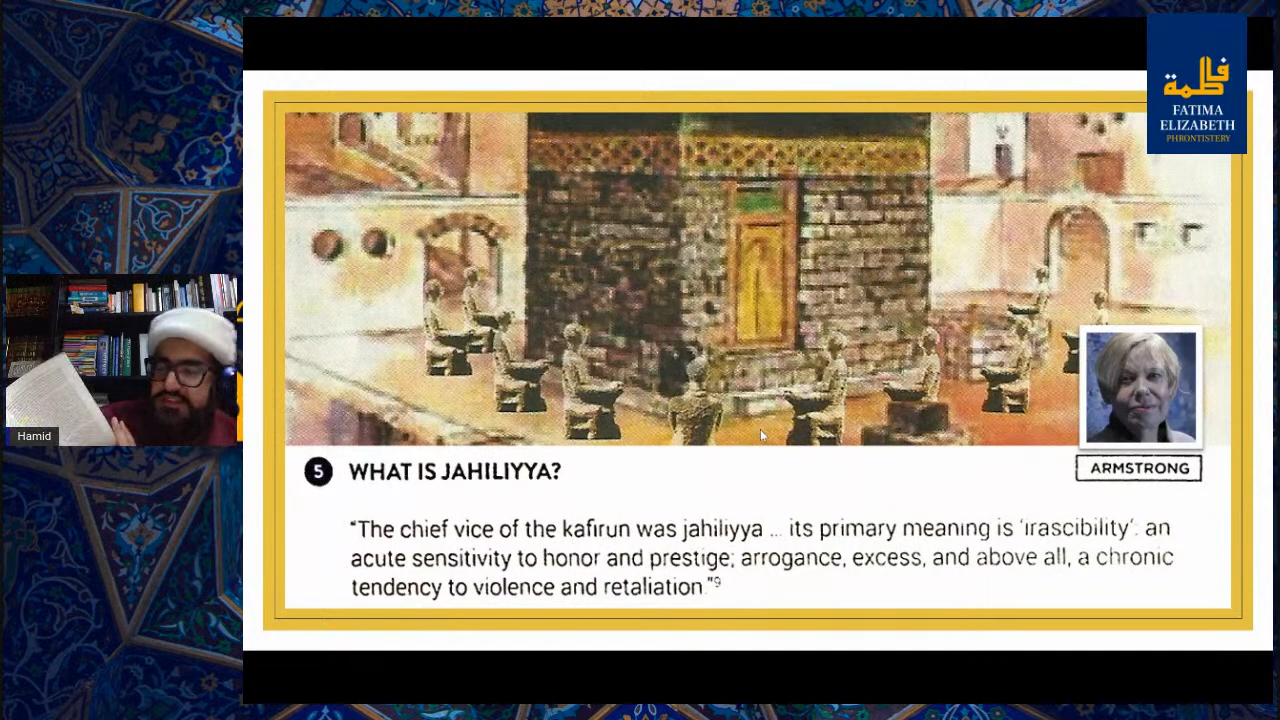 فاطمة
FATIMA
ELIZABETH
PHRONTISTERY
Hamid
ARMSTRONG
5 WHAT IS JAHILIYYA?
“The chief vice of the kafirun was jahiliyya ... its primary meaning is ‘irascibility’: an
acute sensitivity to honor and prestige; arrogance, excess, and above all, a chronic
tendency to violence and retaliation.”9